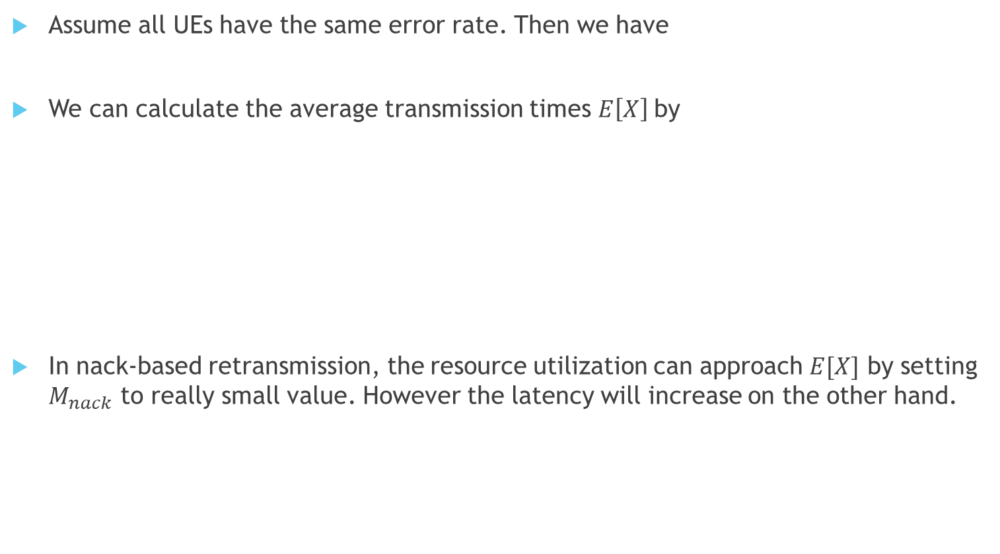 Assume all UEs have the same error rate. Then we have
We can calculate the average transmission times E[X] by
In nack-based retransmission, the resource utilization can approach E[X] by setting
M_nack to really small value. However the latency will increase on the other hand.